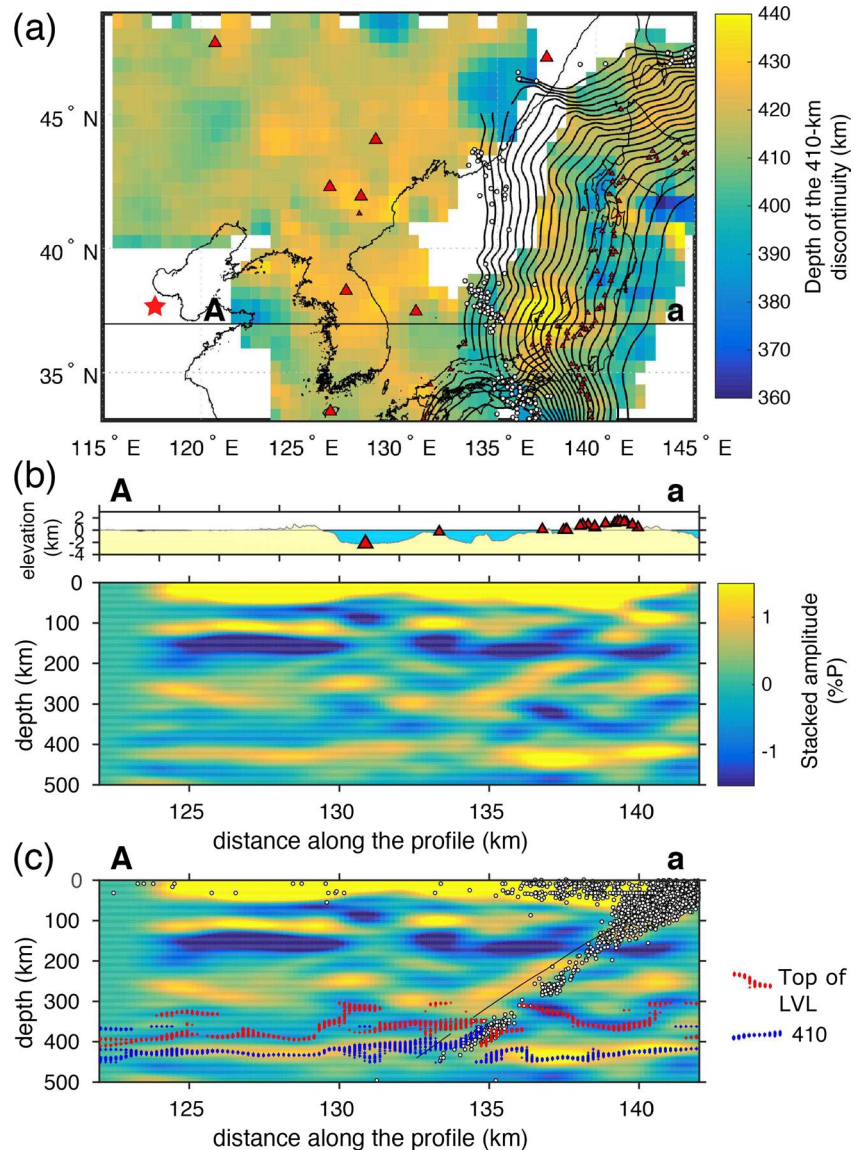 (a)
45° N
40° N
35° N
A
a
115° E
120° E
125° E
130° E
135° E
140° E
145° E
440
430
420
410
400
390
380
370
360
Depth of the 410-km
discontinuity (km)
(b)
A
a
elevation
(km)
2
0
-2
-4
0
100
200
300
400
500
depth (km)
125
130
135
140
distance along the profile (km)
1
0
-1
Stacked amplitude
(%P)
(c)
A
a
0
100
200
300
400
500
depth (km)
125
130
135
140
distance along the profile (km)
Top of
LVL
410